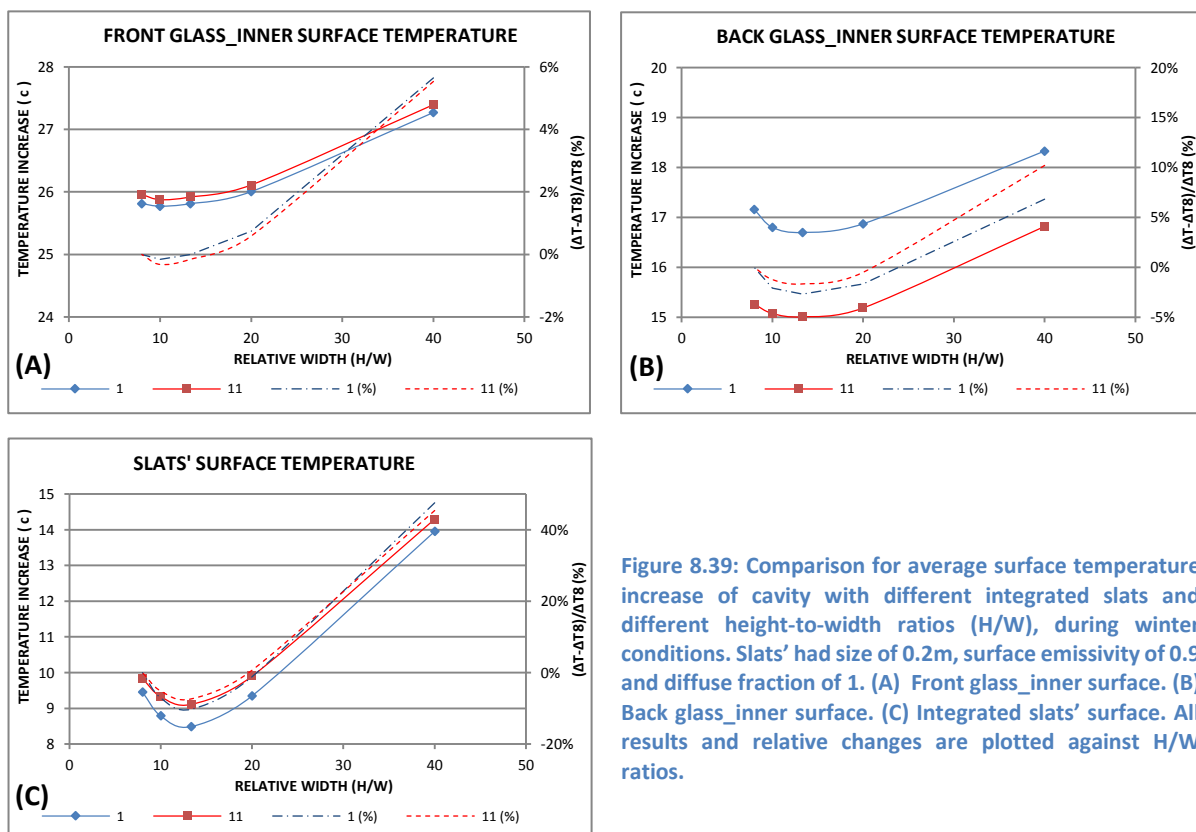 FRONT GLASS_INNER SURFACE TEMPERATURE
28
27
26
25
24
TEMPERATURE INCREASE ( c )
6%
4%
2%
0%
-2%
(ΔT-ΔT8)/ΔT8 (%)
0 10 20 30 40 50
RELATIVE WIDTH (H/W)
(A)
1 11 1 (%) 11 (%)
BACK GLASS_INNER SURFACE TEMPERATURE
20
19
18
17
16
15
TEMPERATURE INCREASE ( c )
20%
15%
10%
5%
0%
-5%
(ΔT-ΔT8)/ΔT8 (%)
0 10 20 30 40 50
RELATIVE WIDTH (H/W)
(B)
1 11 1 (%) 11 (%)
SLATS' SURFACE TEMPERATURE
15
14
13
12
11
10
9
8
TEMPERATURE INCREASE ( c )
40%
20%
0%
-20%
(ΔT-ΔT8)/ΔT8 (%)
0 10 20 30 40 50
RELATIVE WIDTH (H/W)
(C)
1 11 1 (%) 11 (%)
Figure 8.39: Comparison for average surface temperature
increase of cavity with different integrated slats and
different height-to-width ratios (H/W), during winter
conditions. Slats' had size of 0.2m, surface emissivity of 0.9
and diffuse fraction of 1. (A) Front glass_inner surface. (B)
Back glass_inner surface. (C) Integrated slats' surface. All
results and relative changes are plotted against H/W
ratios.